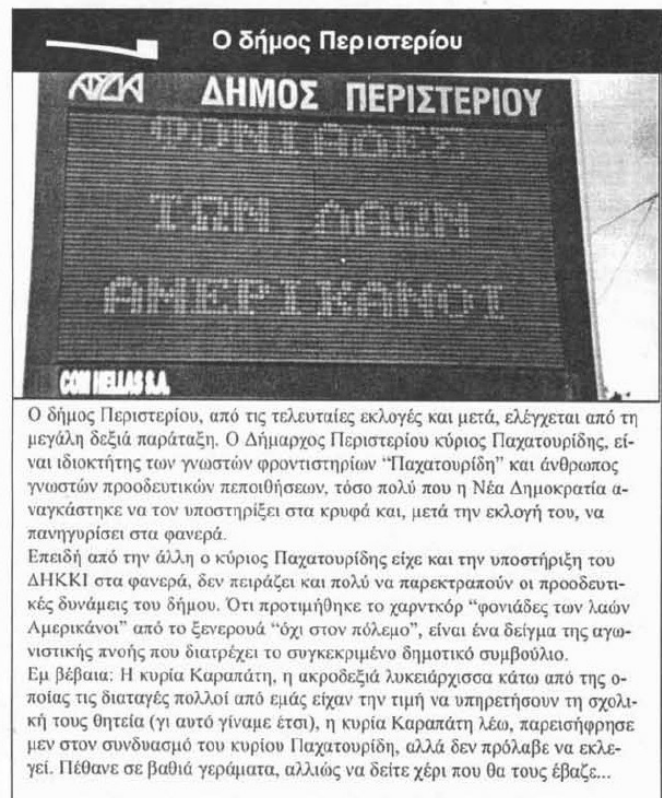 Ο δήμος Περιστερίου
ΔΗΜΟΣ ΠΕΡΙΣΤΕΡΙΟΥ
ΦΟΝΙΑΔΕΣ
ΤΩΝ ΛΑΩΝ
ΑΜΕΡΙΚΑΝΟΙ
COM HELLAS S.A.
Ο δήμος Περιστερίου, από τις τελευταίες εκλογές και μετά, ελέγχεται από τη
μεγάλη δεξιά παράταξη. Ο Δήμαρχος Περιστερίου κύριος Παχατουρίδης, εί-
ναι ιδιοκτήτης των γνωστών φροντιστηρίων “Παχατουρίδη” και άνθρωπος
γνωστών προοδευτικών πεποιθήσεων, τόσο πολύ που η Νέα Δημοκρατία α-
ναγκάστηκε να τον υποστηρίξει στα κρυφά και, μετά την εκλογή του, να
πανηγυρίσει στα φανερά.
Επειδή από την άλλη ο κύριος Παχατουρίδης είχε και την υποστήριξη του
ΔΗΚΚΙ στα φανερά, δεν πειράζει και πολύ να παρεκτραπούν οι προοδευτι-
κές δυνάμεις του δήμου. Ότι προτιμήθηκε το χαρντκόρ “φονιάδες των λαών
Αμερικάνοι” από το ξενερουά “όχι στον πόλεμο”, είναι ένα δείγμα της αγω-
νιστικής πνοής που διατρέχει το συγκεκριμένο δημοτικό συμβούλιο.
Εμ βέβαια: Η κυρία Καραπάτη, η ακροδεξιά λυκειάρχισσα κάτω από της ο-
ποίας τις διαταγές πολλοί από εμάς είχαν την τιμή να υπηρετήσουν τη σχολι-
κή τους θητεία (γι αυτό γίναμε έτσι), η κυρία Καραπάτη λέω, παρεισήφρησε
μεν στον συνδυασμό του κυρίου Παχατουρίδη, αλλά δεν πρόλαβε να εκλε-
γεί. Πέθανε σε βαθιά γεράματα, αλλιώς να δείτε χέρι που θα τους έβαζε...